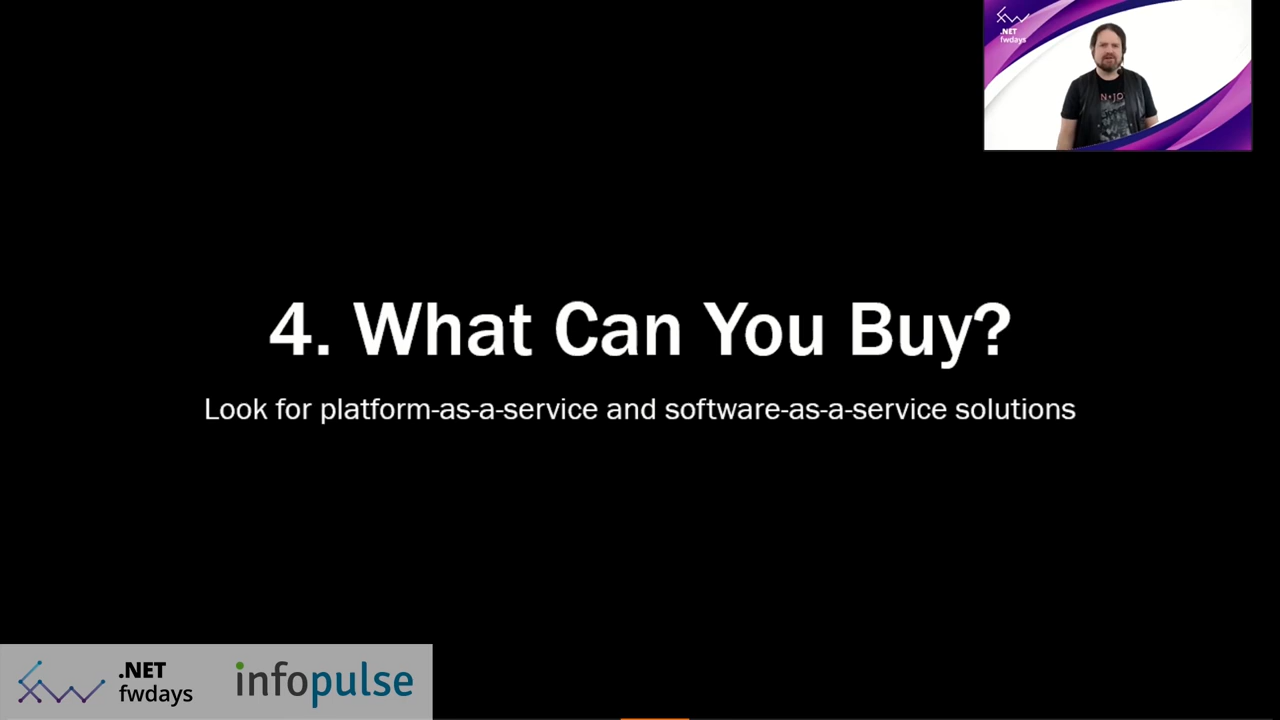 .NET
fwdays
N•JO
4. What Can You Buy?
Look for platform-as-a-service and software-as-a-service solutions
.NET
fwdays
infopulse